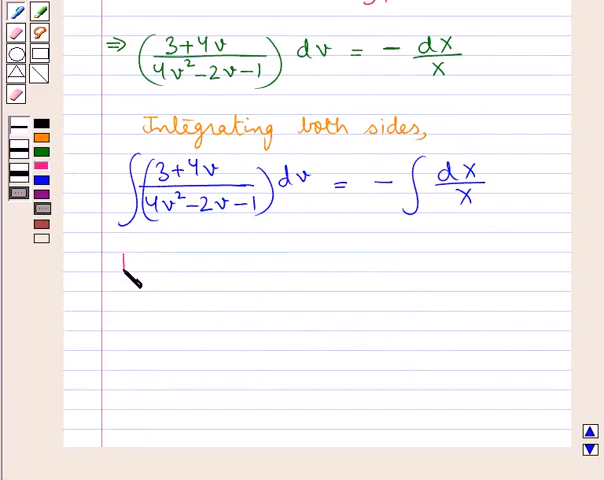 ⇒ ( (3+4v)/(4v²-2v-1) ) dv = - dx/x
Integrating both sides,
∫( (3+4v)/(4v²-2v-1) ) dv = - ∫ dx/x